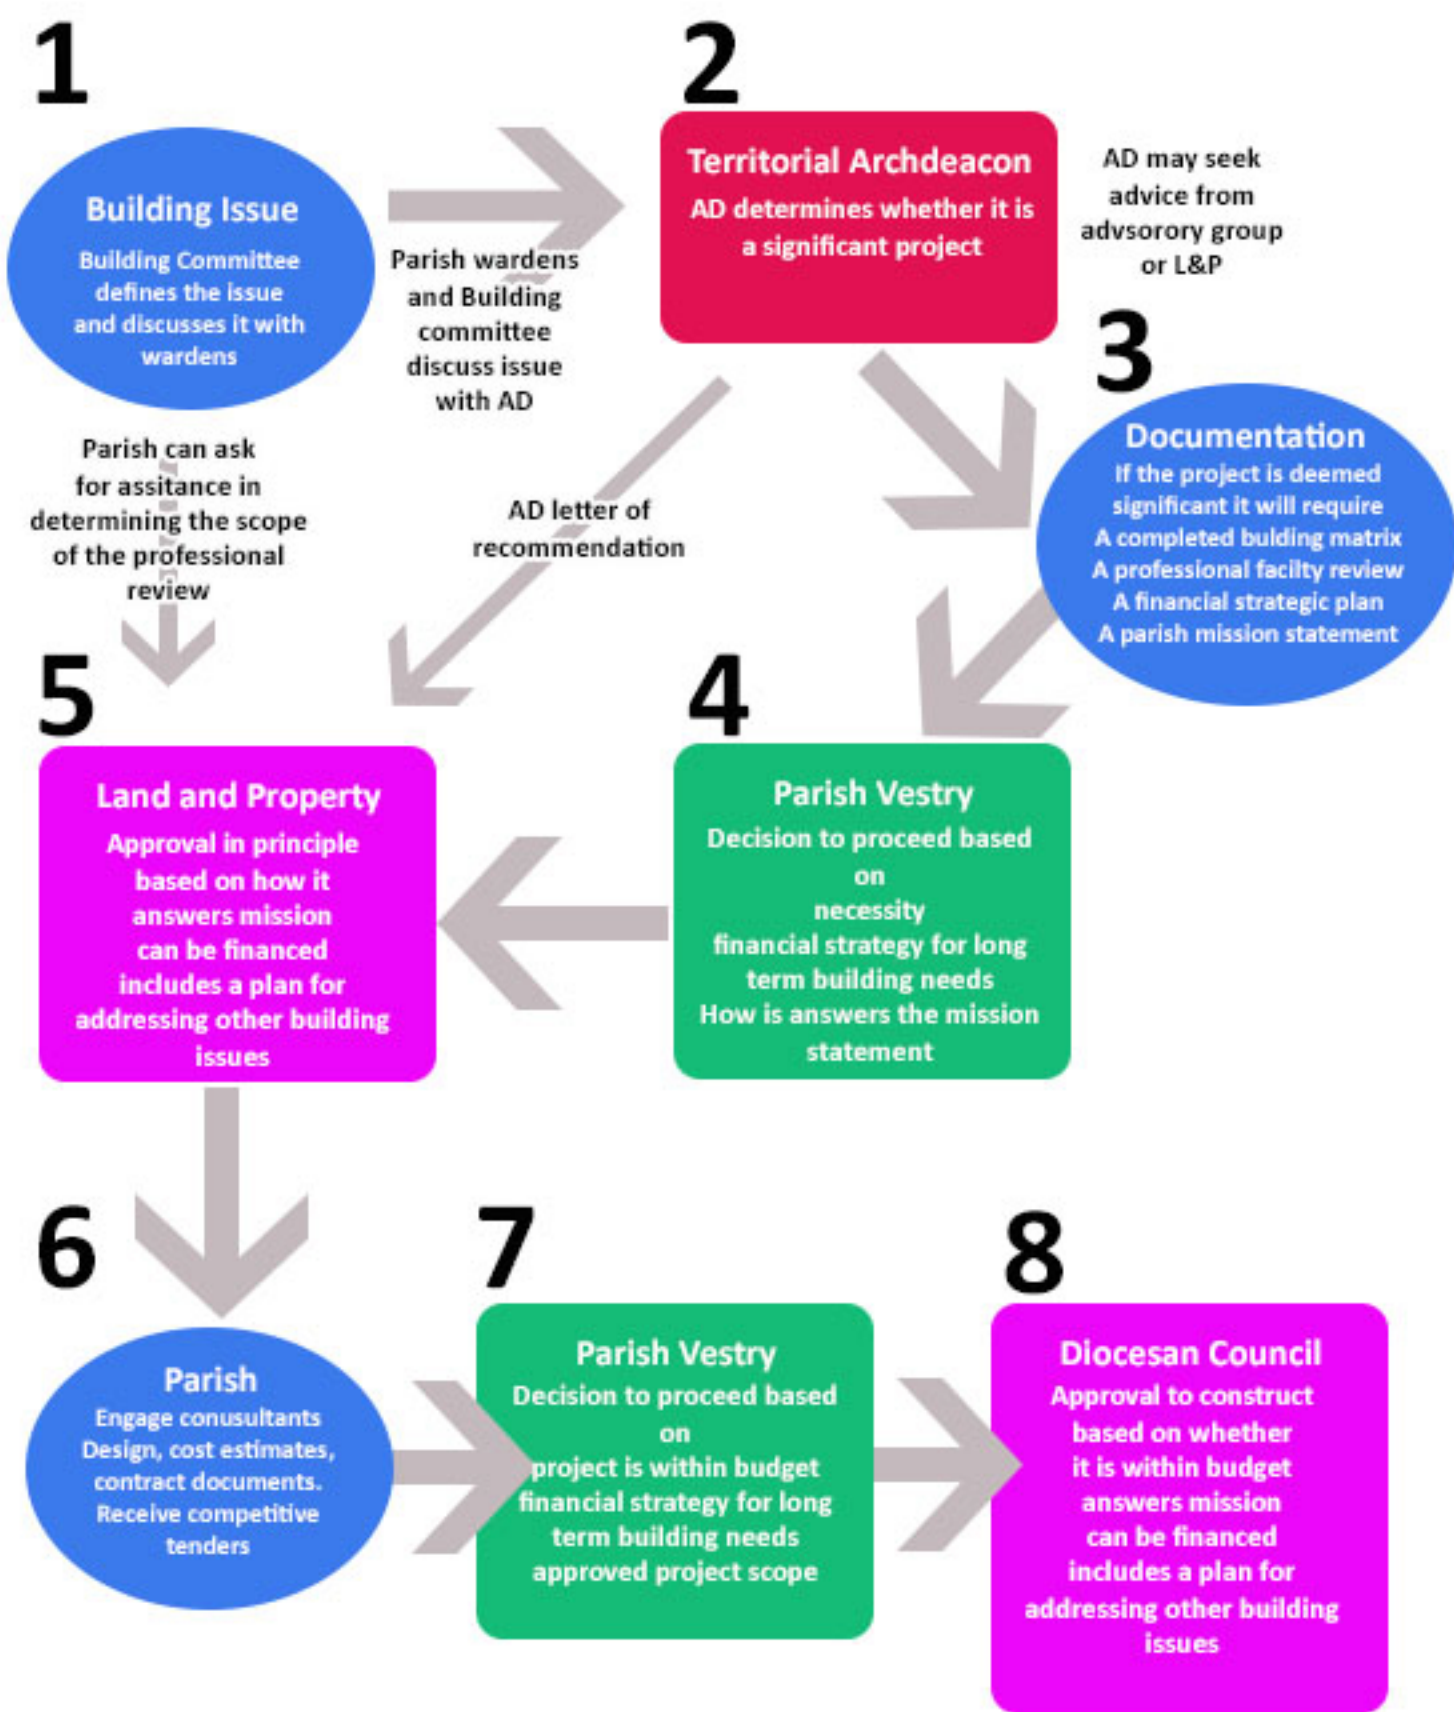 1
Building Issue
Building Committee
defines the issue
and discusses it with
wardens
Parish wardens
and Building
committee
discuss issue
with AD
2
Territorial Archdeacon
AD determines whether it is
a significant project
AD may seek
advice from
advsorory group
or L&P
3
Documentation
If the project is deemed
significant it will require
A completed bulding matrix
A professional facilty review
A financial strategic plan
A parish mission statement
Parish can ask
for assitance in
determining the scope
of the professional
review
AD letter of
recommendation
4
Parish Vestry
Decision to proceed based
on
necessity
financial strategy for long
term building needs
How is answers the mission
statement
5
Land and Property
Approval in principle
based on how it
answers mission
can be financed
includes a plan for
addressing other building
issues
6
Parish
Engage conusultants
Design, cost estimates,
contract documents.
Receive competitive
tenders
7
Parish Vestry
Decision to proceed based
on
project is within budget
financial strategy for long
term building needs
approved project scope
8
Diocesan Council
Approval to construct
based on whether
it is within budget
answers mission
can be financed
includes a plan for
addressing other building
issues